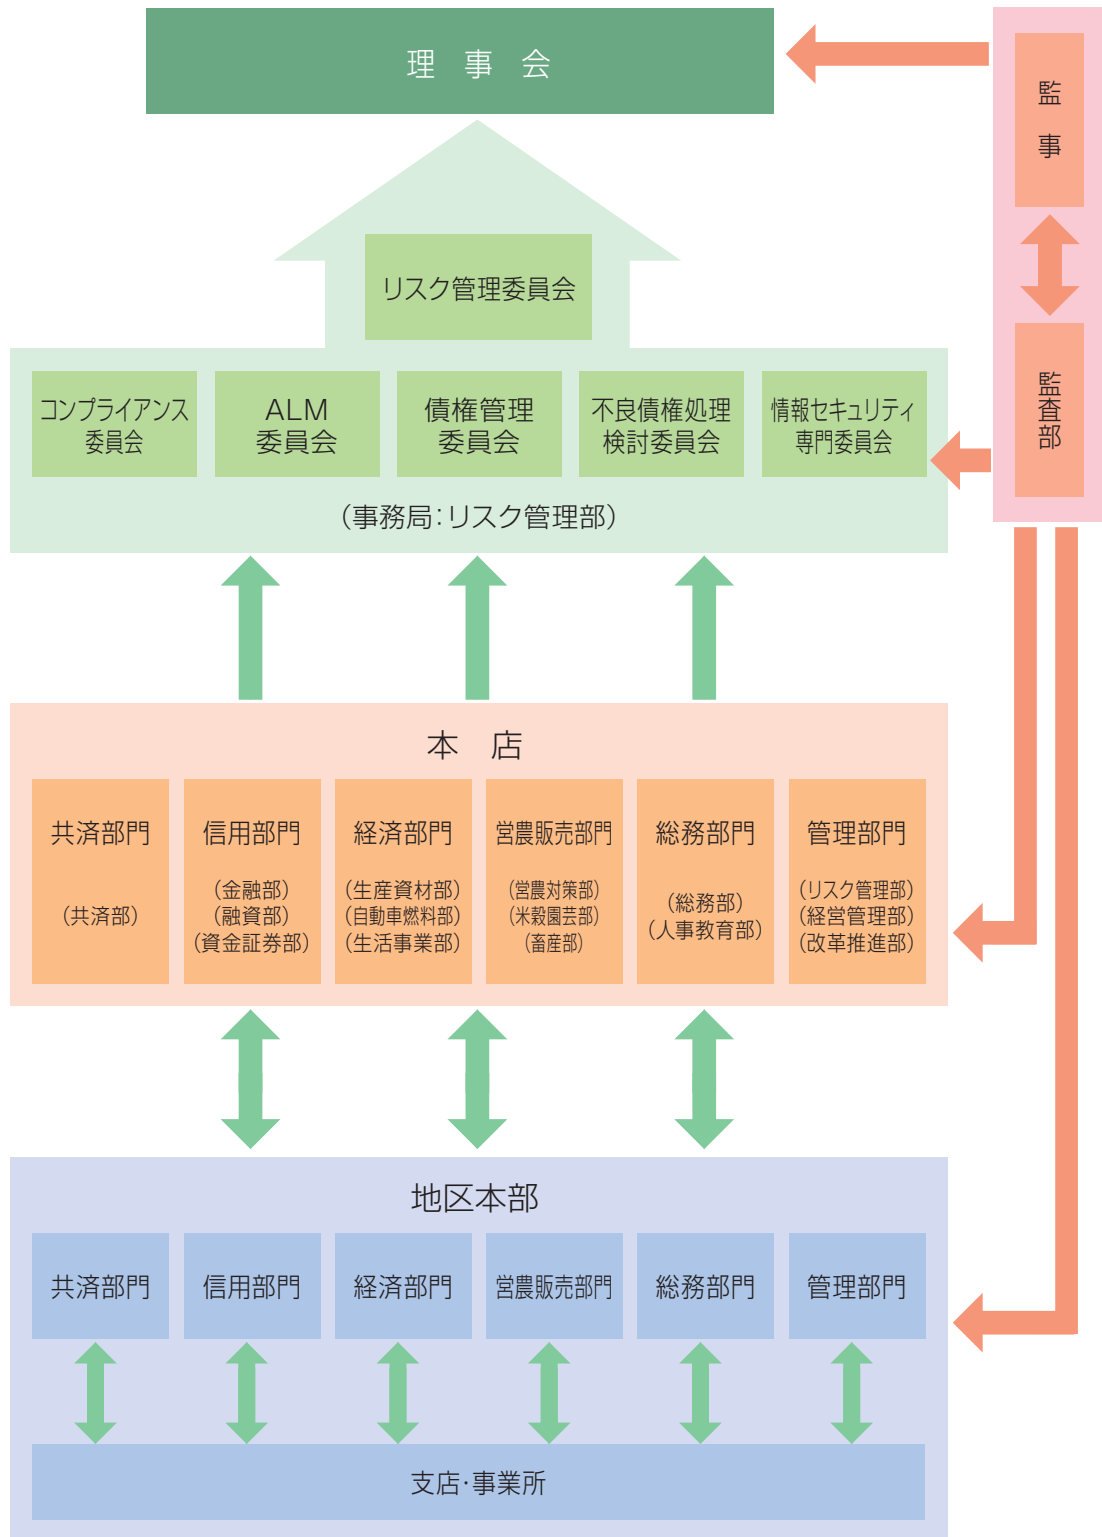 理事会
監事
リスク管理委員会
監査部
コンプライアンス
委員会
ALM
委員会
債権管理
委員会
不良債権処理
検討委員会
情報セキュリティ
専門委員会
（事務局：リスク管理部）
本店
共済部門
（共済部）
信用部門
（金融部）
（融資部）
（資金証券部）
経済部門
（生産資材部）
（自動車燃料部）
（生活事業部）
営農販売部門
（営農対策部）
（米穀園芸部）
（畜産部）
総務部門
（総務部）
（人事教育部）
管理部門
（リスク管理部）
（経営管理部）
（改革推進部）
地区本部
共済部門
信用部門
経済部門
営農販売部門
総務部門
管理部門
支店・事業所